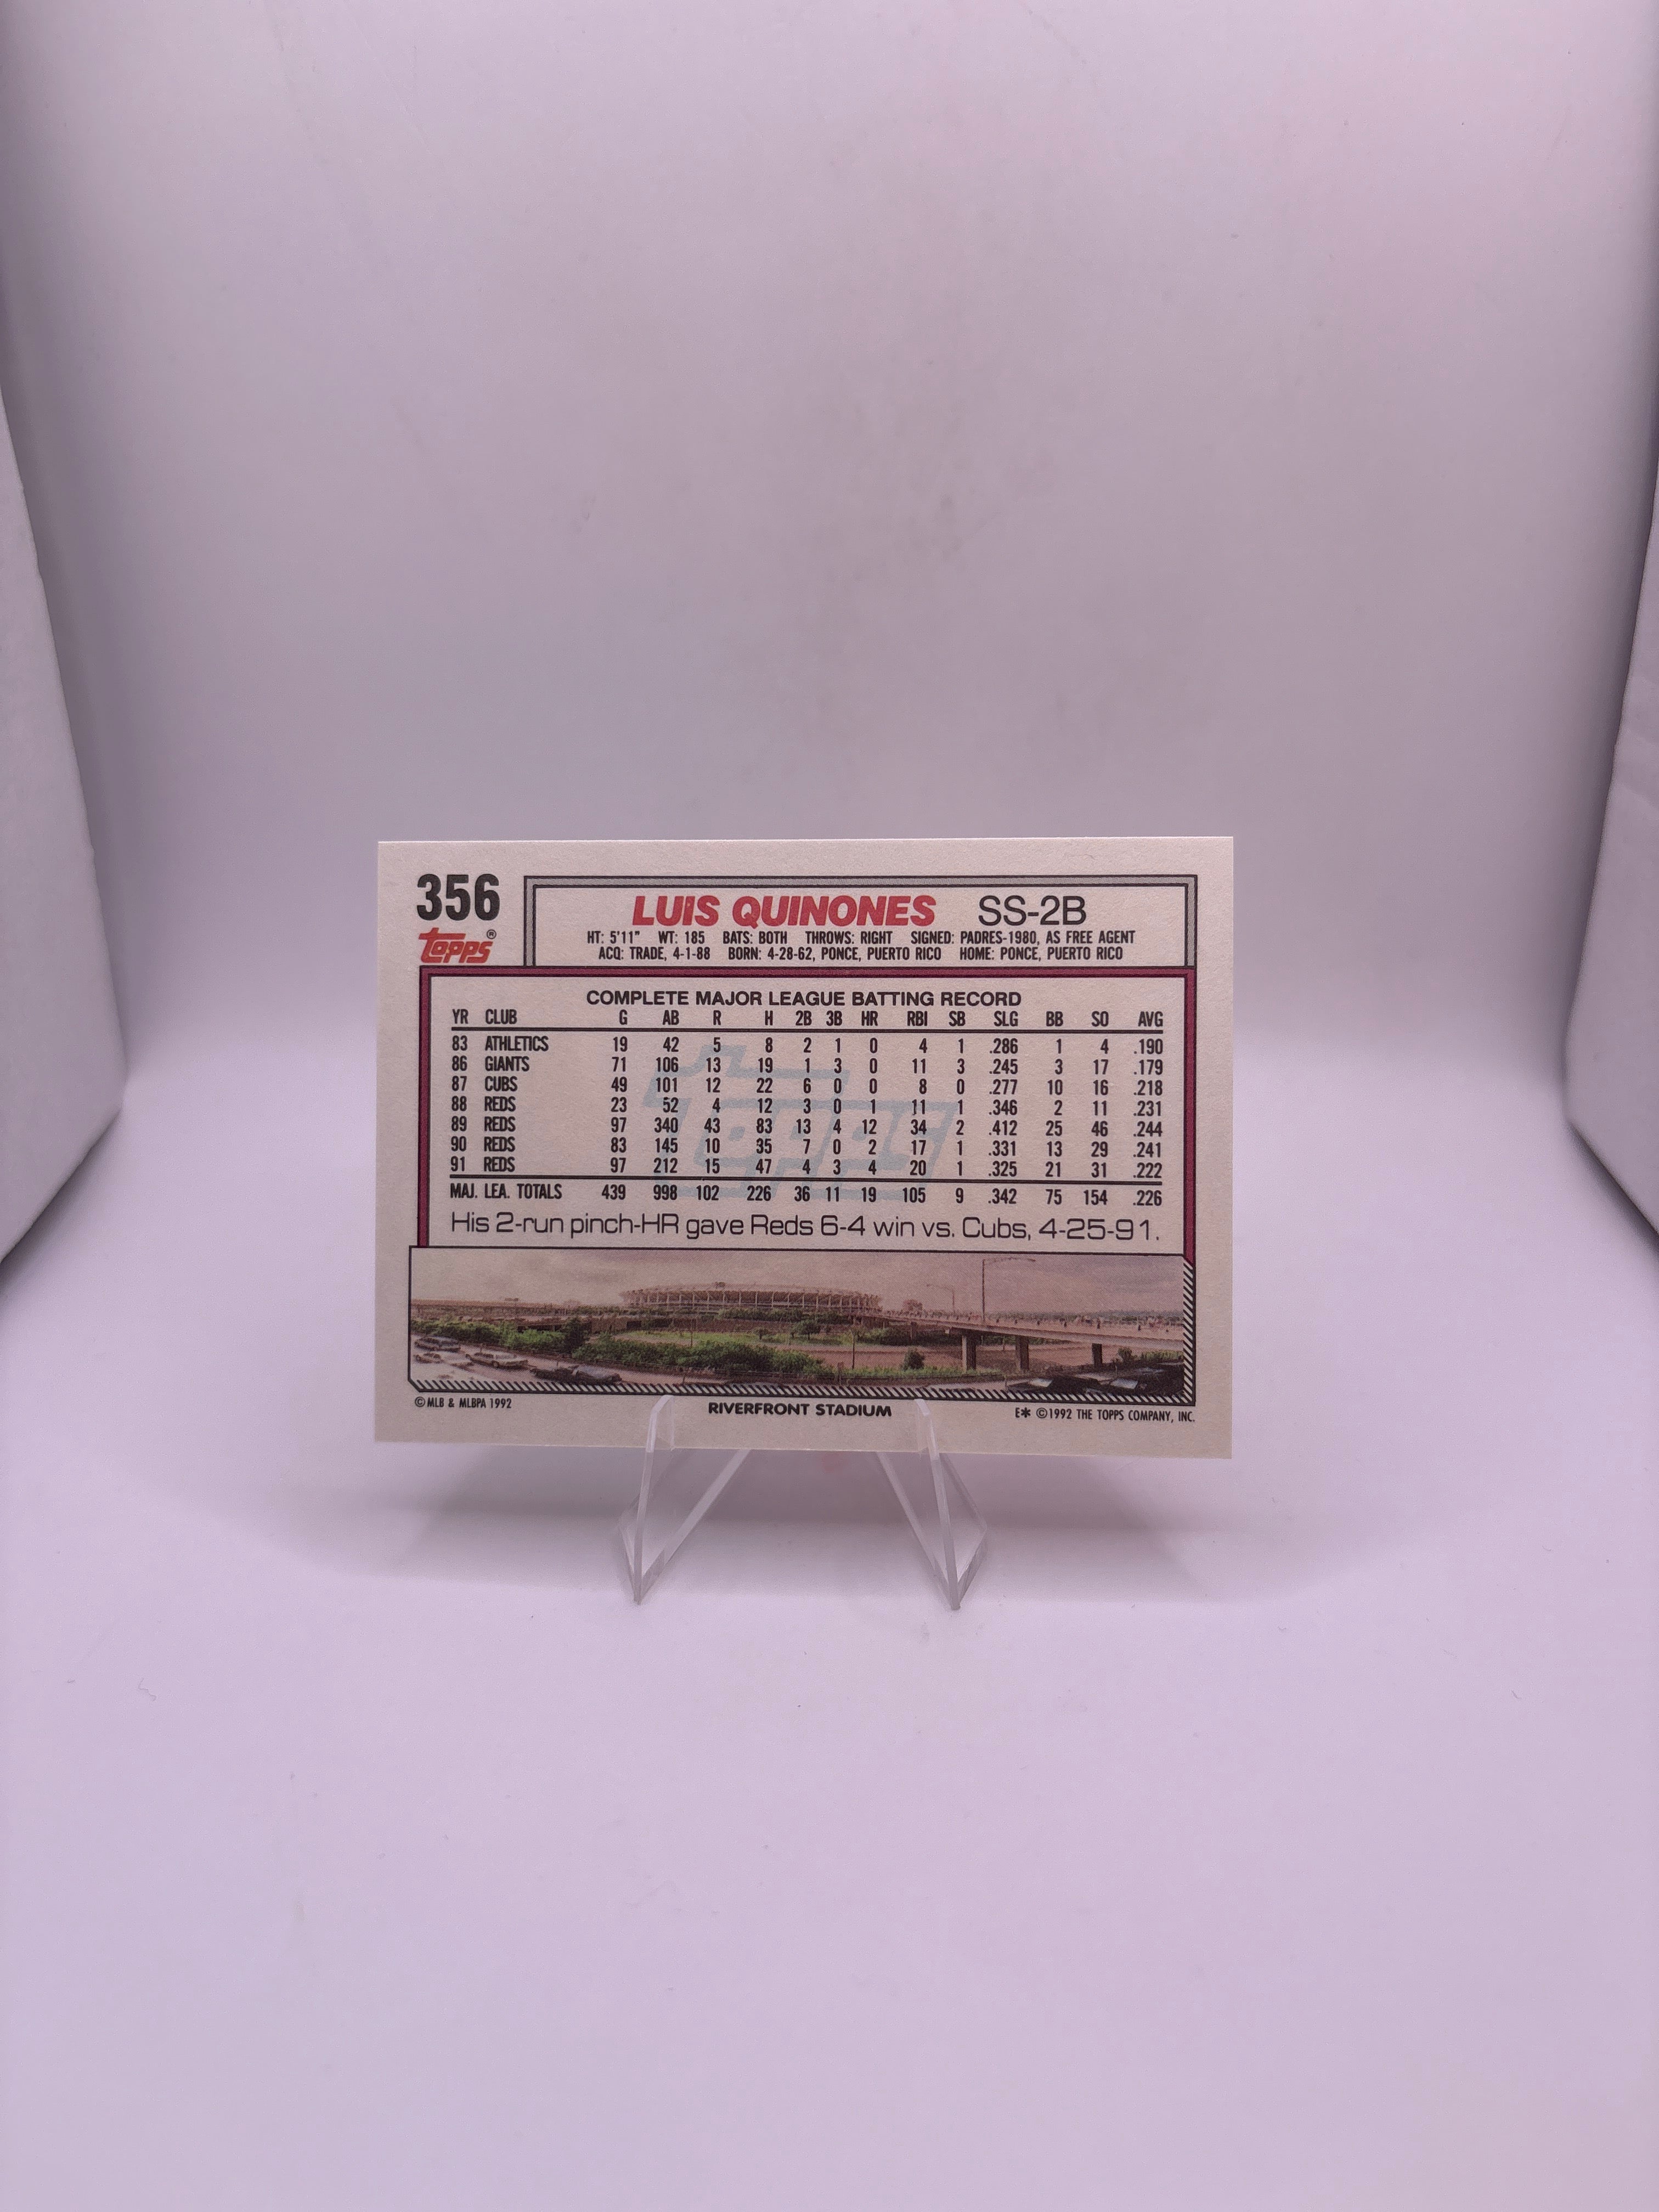 356
Topps®
LUIS QUINONES SS-2B
HT: 5'11" WT: 185 BATS: BOTH THROWS: RIGHT SIGNED: PADRES-1980, AS FREE AGENT
ACQ: TRADE, 4-1-88 BORN: 4-28-62, PONCE, PUERTO RICO HOME: PONCE, PUERTO RICO
COMPLETE MAJOR LEAGUE BATTING RECORD
YR CLUB G AB R H 2B 3B HR RBI SB SLG BB SO AVG
83 ATHLETICS 19 42 5 8 2 1 0 4 1 .286 1 4 .190
86 GIANTS 71 106 13 19 1 3 0 11 3 .245 3 17 .179
87 CUBS 49 101 12 22 6 0 0 8 0 .277 10 16 .218
88 REDS 23 52 4 12 3 0 1 11 1 .346 2 11 .231
89 REDS 97 340 43 83 13 4 12 34 2 .412 25 46 .244
90 REDS 83 145 10 35 7 0 2 17 1 .331 13 29 .241
91 REDS 97 212 15 47 4 3 4 20 1 .325 21 31 .222
MAJ. LEA. TOTALS 439 998 102 226 36 11 19 105 9 .342 75 154 .226
Topps
His 2-run pinch-HR gave Reds 6-4 win vs. Cubs, 4-25-91.
© MLB & MLBPA 1992 RIVERFRONT STADIUM E* ©1992 THE TOPPS COMPANY, INC.